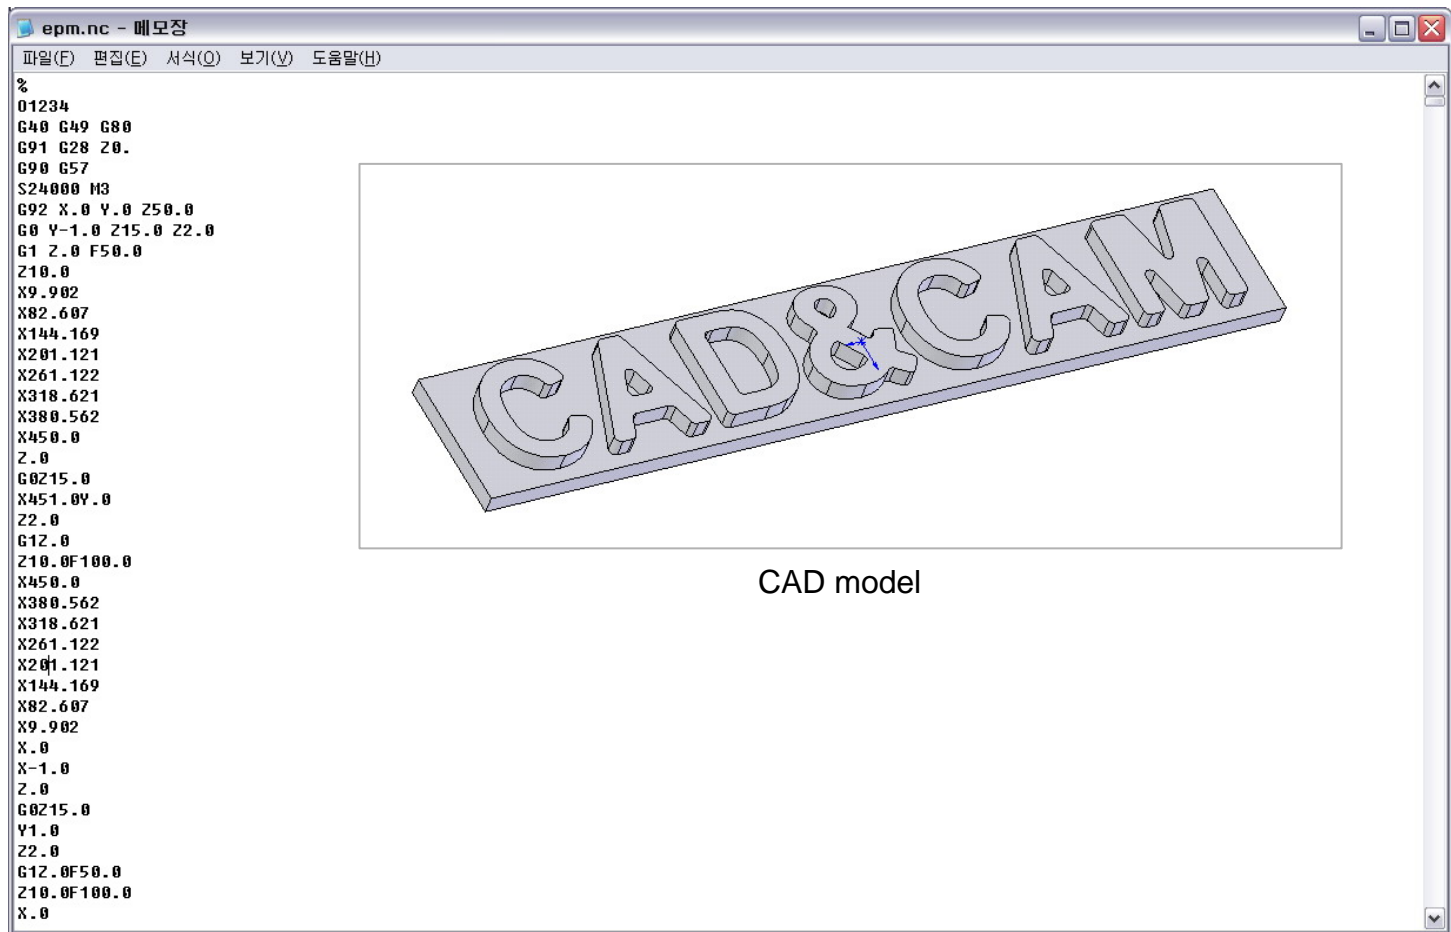 epm.nc - 메모장
파일(F) 편집(E) 서식(O) 보기(V) 도움말(H)
%
O1234
G40 G49 G80
G91 G28 Z0.
G90 G57
S24000 M3
G92 X.0 Y.0 Z50.0
G0 Y-1.0 Z15.0 Z2.0
G1 Z.0 F50.0
Z10.0
X9.902
X82.607
X144.169
X201.121
X261.122
X318.621
X380.562
X450.0
Z.0
G0Z15.0
X451.0Y.0
Z2.0
G1Z.0
Z10.0F100.0
X450.0
X380.562
X318.621
X261.122
X201.121
X144.169
X82.607
X9.902
X.0
X-1.0
Z.0
G0Z15.0
Y1.0
Z2.0
G1Z.0F50.0
Z10.0F100.0
X.0
CAD&CAM
CAD model